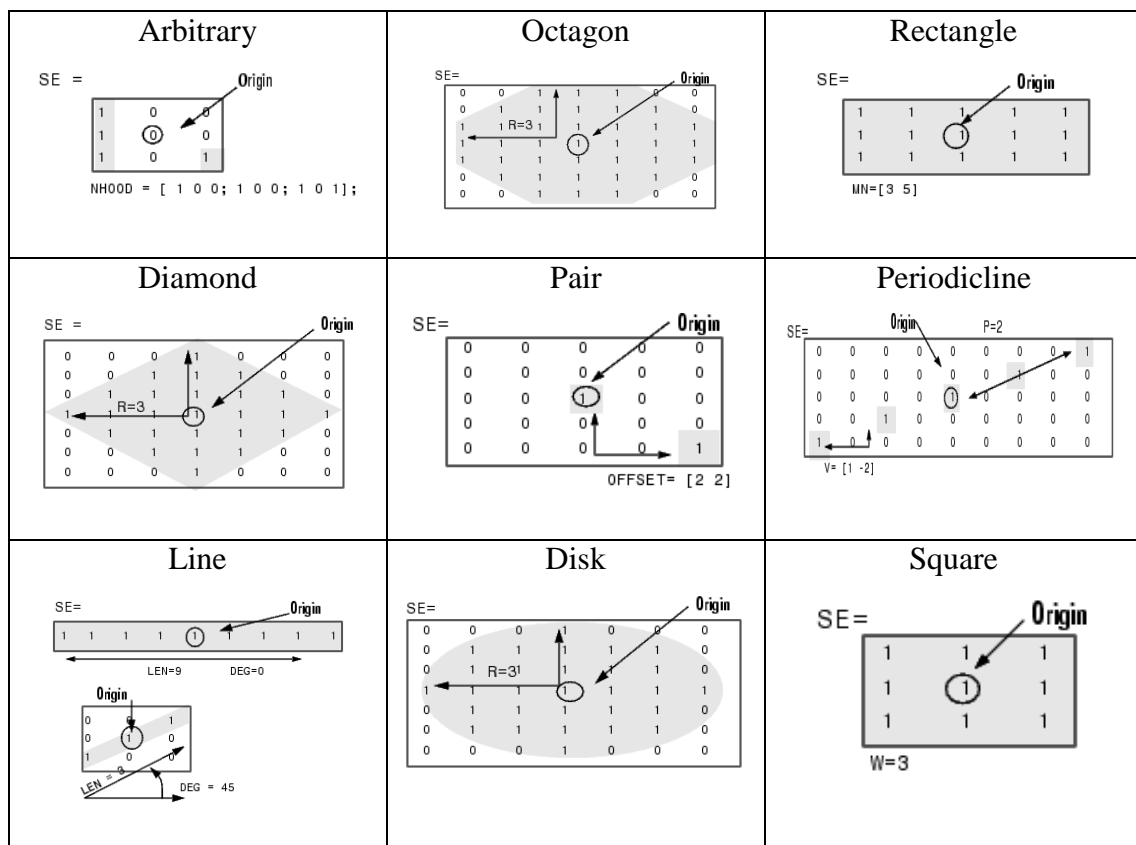 Arbitrary
SE =
Origin
1 0 0
1 0 0
1 0 1
NHOOD = [ 1 0 0; 1 0 0; 1 0 1];
Octagon
SE=
Origin
0 0 1 1 1 0 0
0 1 1 1 1 1 0
1 1 1 1 1 1 1
R=3
1 1 1 1 1 1 1
1 1 1 1 1 1 1
0 1 1 1 1 1 0
0 0 1 1 1 0 0
Rectangle
SE=
Origin
1 1 1 1 1
1 1 1 1 1
1 1 1 1 1
MN=[3 5]
Diamond
SE =
Origin
0 0 0 1 0 0 0
0 0 1 1 1 0 0
0 1 1 1 1 1 0
R=3
1 1 1 1 1 1 1
0 1 1 1 1 1 0
0 0 1 1 1 0 0
0 0 0 1 0 0 0
Pair
SE=
Origin
0 0 0 0 0
0 0 0 0 0
0 0 1 0 0
0 0 0 0 0
0 0 0 0 1
OFFSET= [2 2]
Periodicline
SE=
Origin
P=2
0 0 0 0 0 0 0 0 1
0 0 0 0 0 0 1 0 0
0 0 0 0 1 0 0 0 0
0 0 1 0 0 0 0 0 0
1 0 0 0 0 0 0 0 0
V= [1 -2]
Line
SE=
Origin
1 1 1 1 1 1 1 1 1
LEN=9 DEG=0
Origin
0 0 1
0 1 0
1 0 0
LEN = 3
DEG = 45
Disk
SE=
Origin
0 0 0 1 0 0 0
0 1 1 1 1 1 0
0 1 1 1 1 1 0
R=3
1 1 1 1 1 1 0
0 1 1 1 1 1 0
0 1 1 1 1 1 0
0 0 0 1 0 0 0
Square
SE=
Origin
1 1 1
1 1 1
1 1 1
W=3